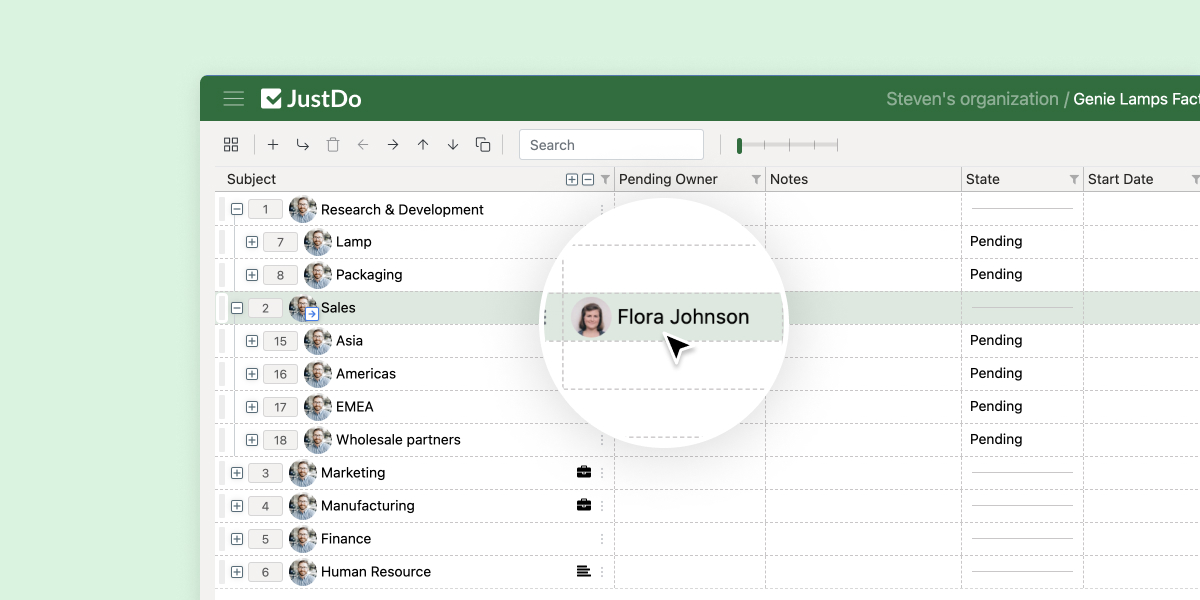 JustDo
Steven's organization / Genie Lamps Fact
Search
Subject Pending Owner Notes State Start Date
1 Research & Development
7 Lamp Pending
8 Packaging Pending
2 Sales Flora Johnson
15 Asia Pending
16 Americas Pending
17 EMEA Pending
18 Wholesale partners Pending
3 Marketing
4 Manufacturing
5 Finance
6 Human Resource